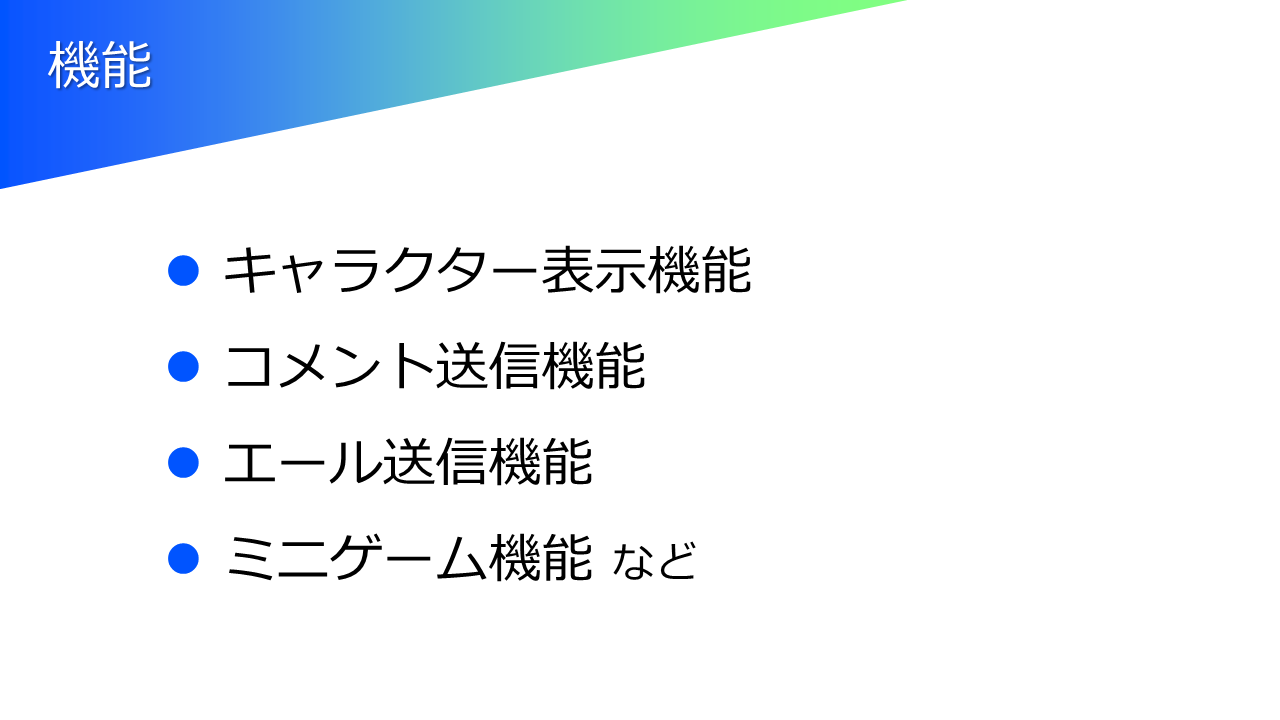 機能
● キャラクター表示機能
● コメント送信機能
● エール送信機能
● ミニゲーム機能 など